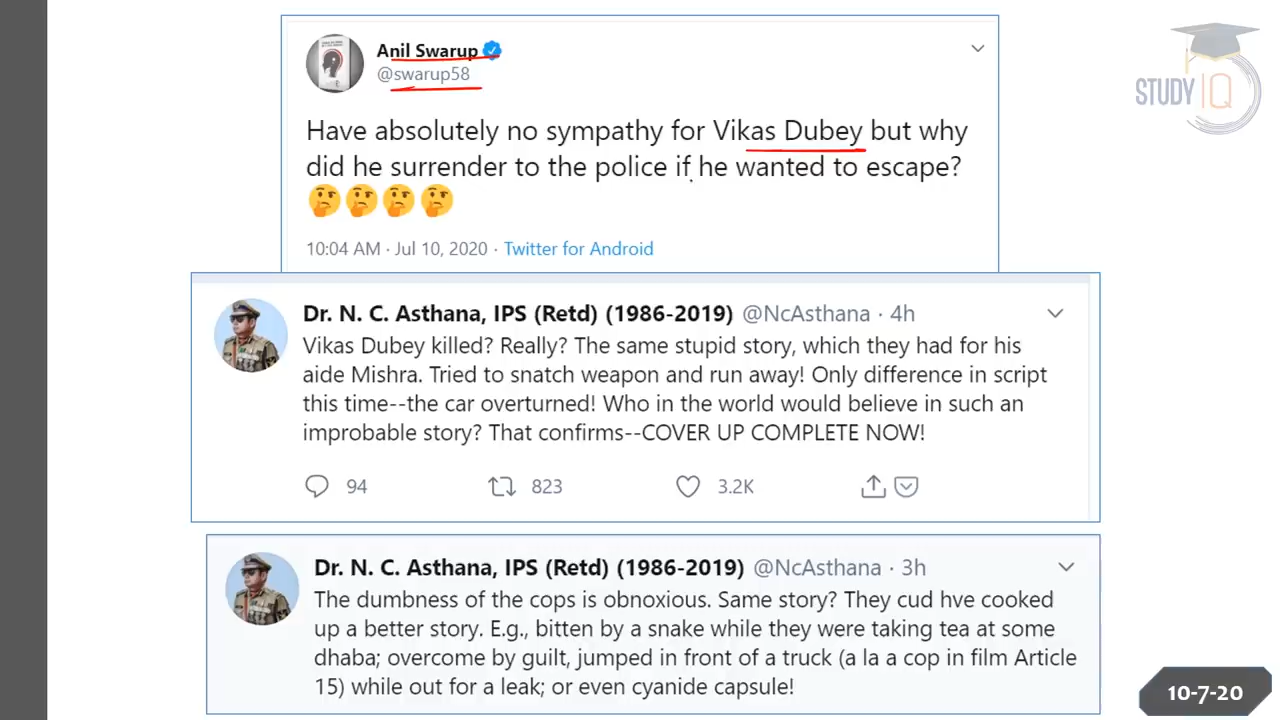 Anil Swarup
@swarup58
Have absolutely no sympathy for Vikas Dubey but why
did he surrender to the police if he wanted to escape?
🤔🤔🤔🤔
10:04 AM · Jul 10, 2020 · Twitter for Android
Dr. N. C. Asthana, IPS (Retd) (1986-2019) @NcAsthana · 4h
Vikas Dubey killed? Really? The same stupid story, which they had for his
aide Mishra. Tried to snatch weapon and run away! Only difference in script
this time--the car overturned! Who in the world would believe in such an
improbable story? That confirms--COVER UP COMPLETE NOW!
94 823 3.2K
Dr. N. C. Asthana, IPS (Retd) (1986-2019) @NcAsthana · 3h
The dumbness of the cops is obnoxious. Same story? They cud hve cooked
up a better story. E.g., bitten by a snake while they were taking tea at some
dhaba; overcome by guilt, jumped in front of a truck (a la a cop in film Article
15) while out for a leak; or even cyanide capsule!
STUDY IQ
10-7-20